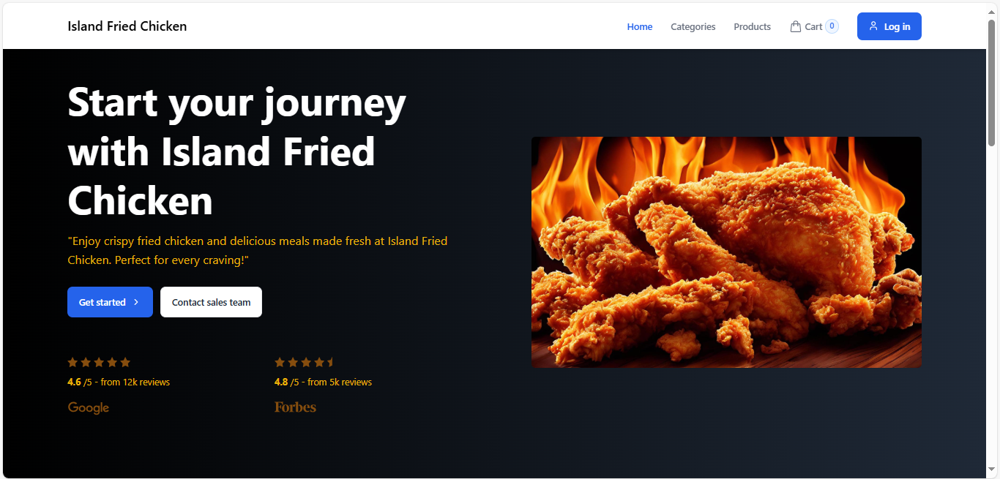 Island Fried Chicken
Home Categories Products Cart 0 Log in
Start your journey
with Island Fried
Chicken
"Enjoy crispy fried chicken and delicious meals made fresh at Island Fried
Chicken. Perfect for every craving!"
Get started Contact sales team
4.6 /5 - from 12k reviews
4.8 /5 - from 5k reviews
Google
Forbes